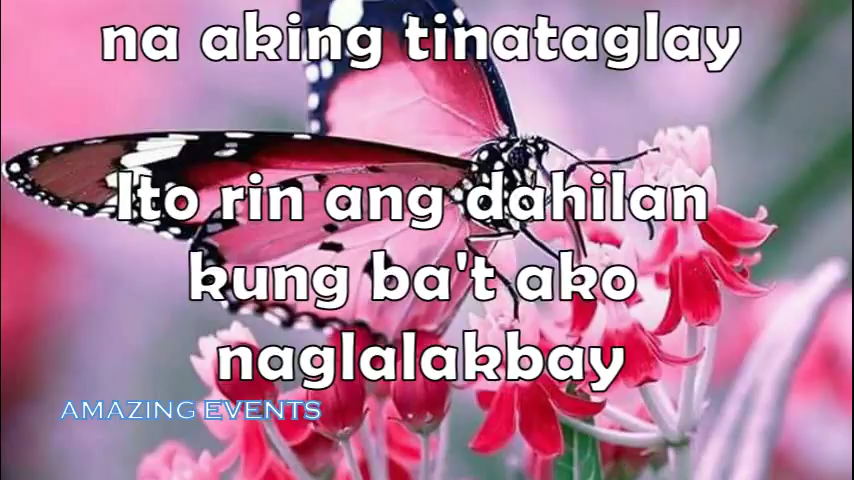 na aking tinataglay
Ito rin ang dahilan
kung ba't ako
naglalakbay
AMAZING EVENTS